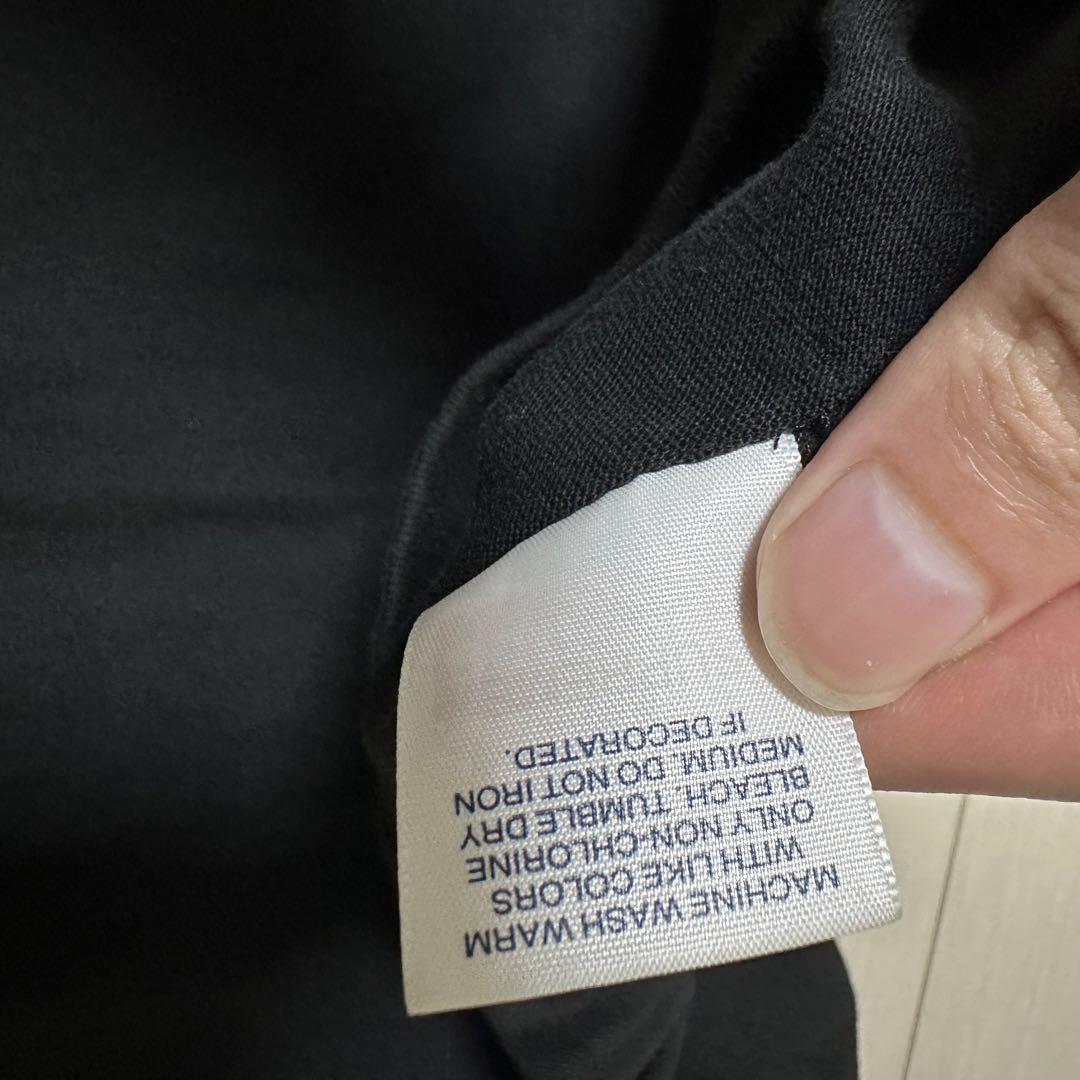 MACHINE WASH WARM
WITH LIKE COLORS
ONLY NON-CHLORINE
BLEACH. TUMBLE DRY
MEDIUM. DO NOT IRON
IF DECORATED.